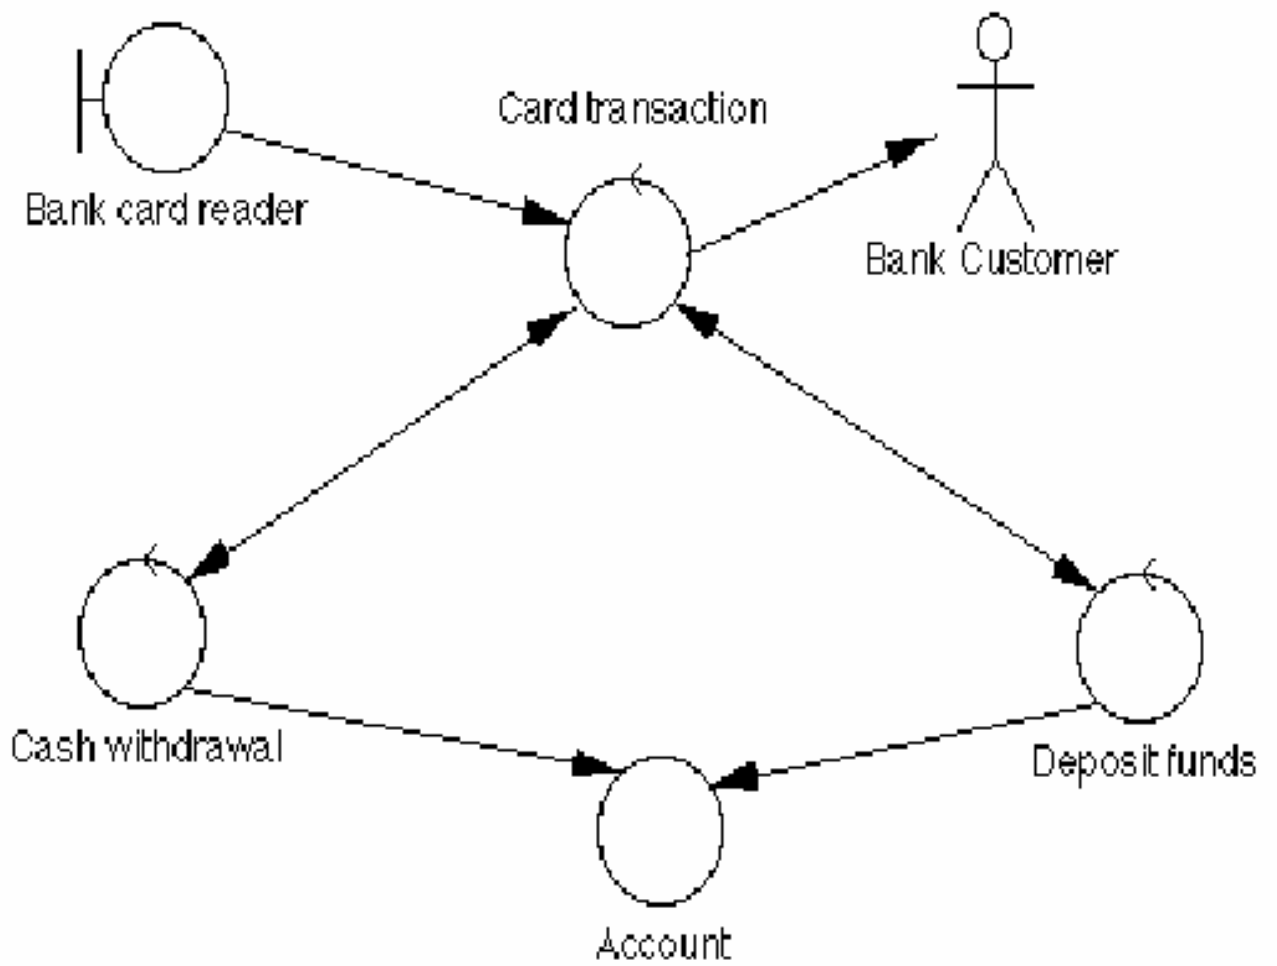 Card transaction
Bank card reader
Bank Customer
Cash withdrawal
Deposit funds
Account